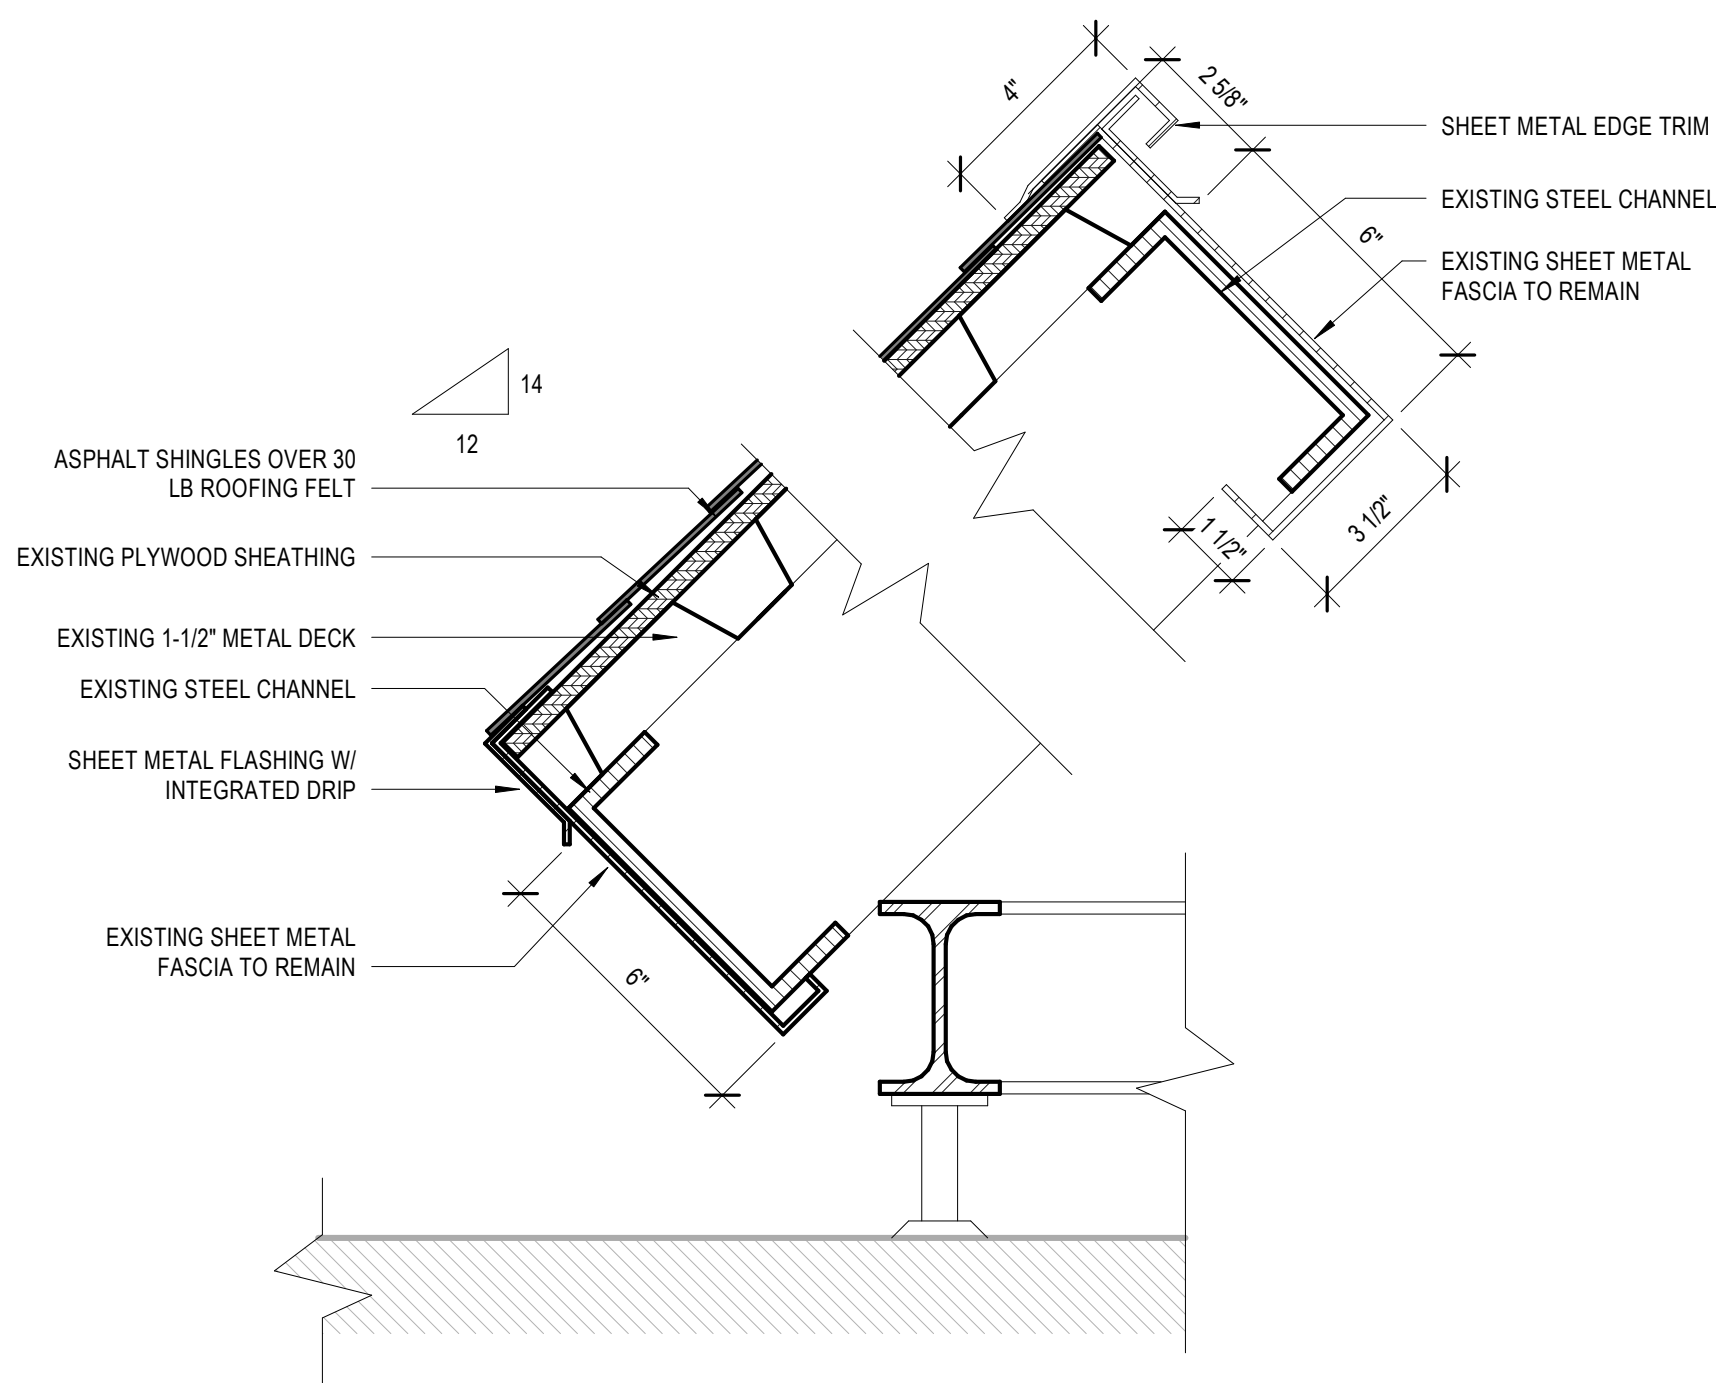 4"
2 5/8"
SHEET METAL EDGE TRIM
EXISTING STEEL CHANNEL
6"
EXISTING SHEET METAL
FASCIA TO REMAIN
14
12
ASPHALT SHINGLES OVER 30
LB ROOFING FELT
1 1/2"
3 1/2"
EXISTING PLYWOOD SHEATHING
EXISTING 1-1/2" METAL DECK
EXISTING STEEL CHANNEL
SHEET METAL FLASHING W/
INTEGRATED DRIP
EXISTING SHEET METAL
FASCIA TO REMAIN
6"